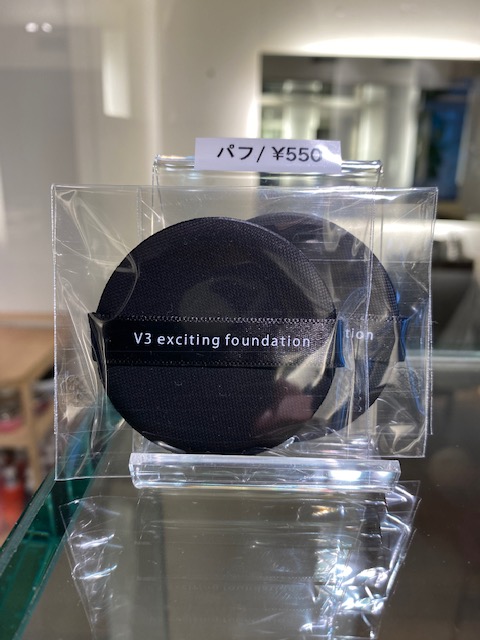 パフ/¥550
V3 exciting foundation
tion